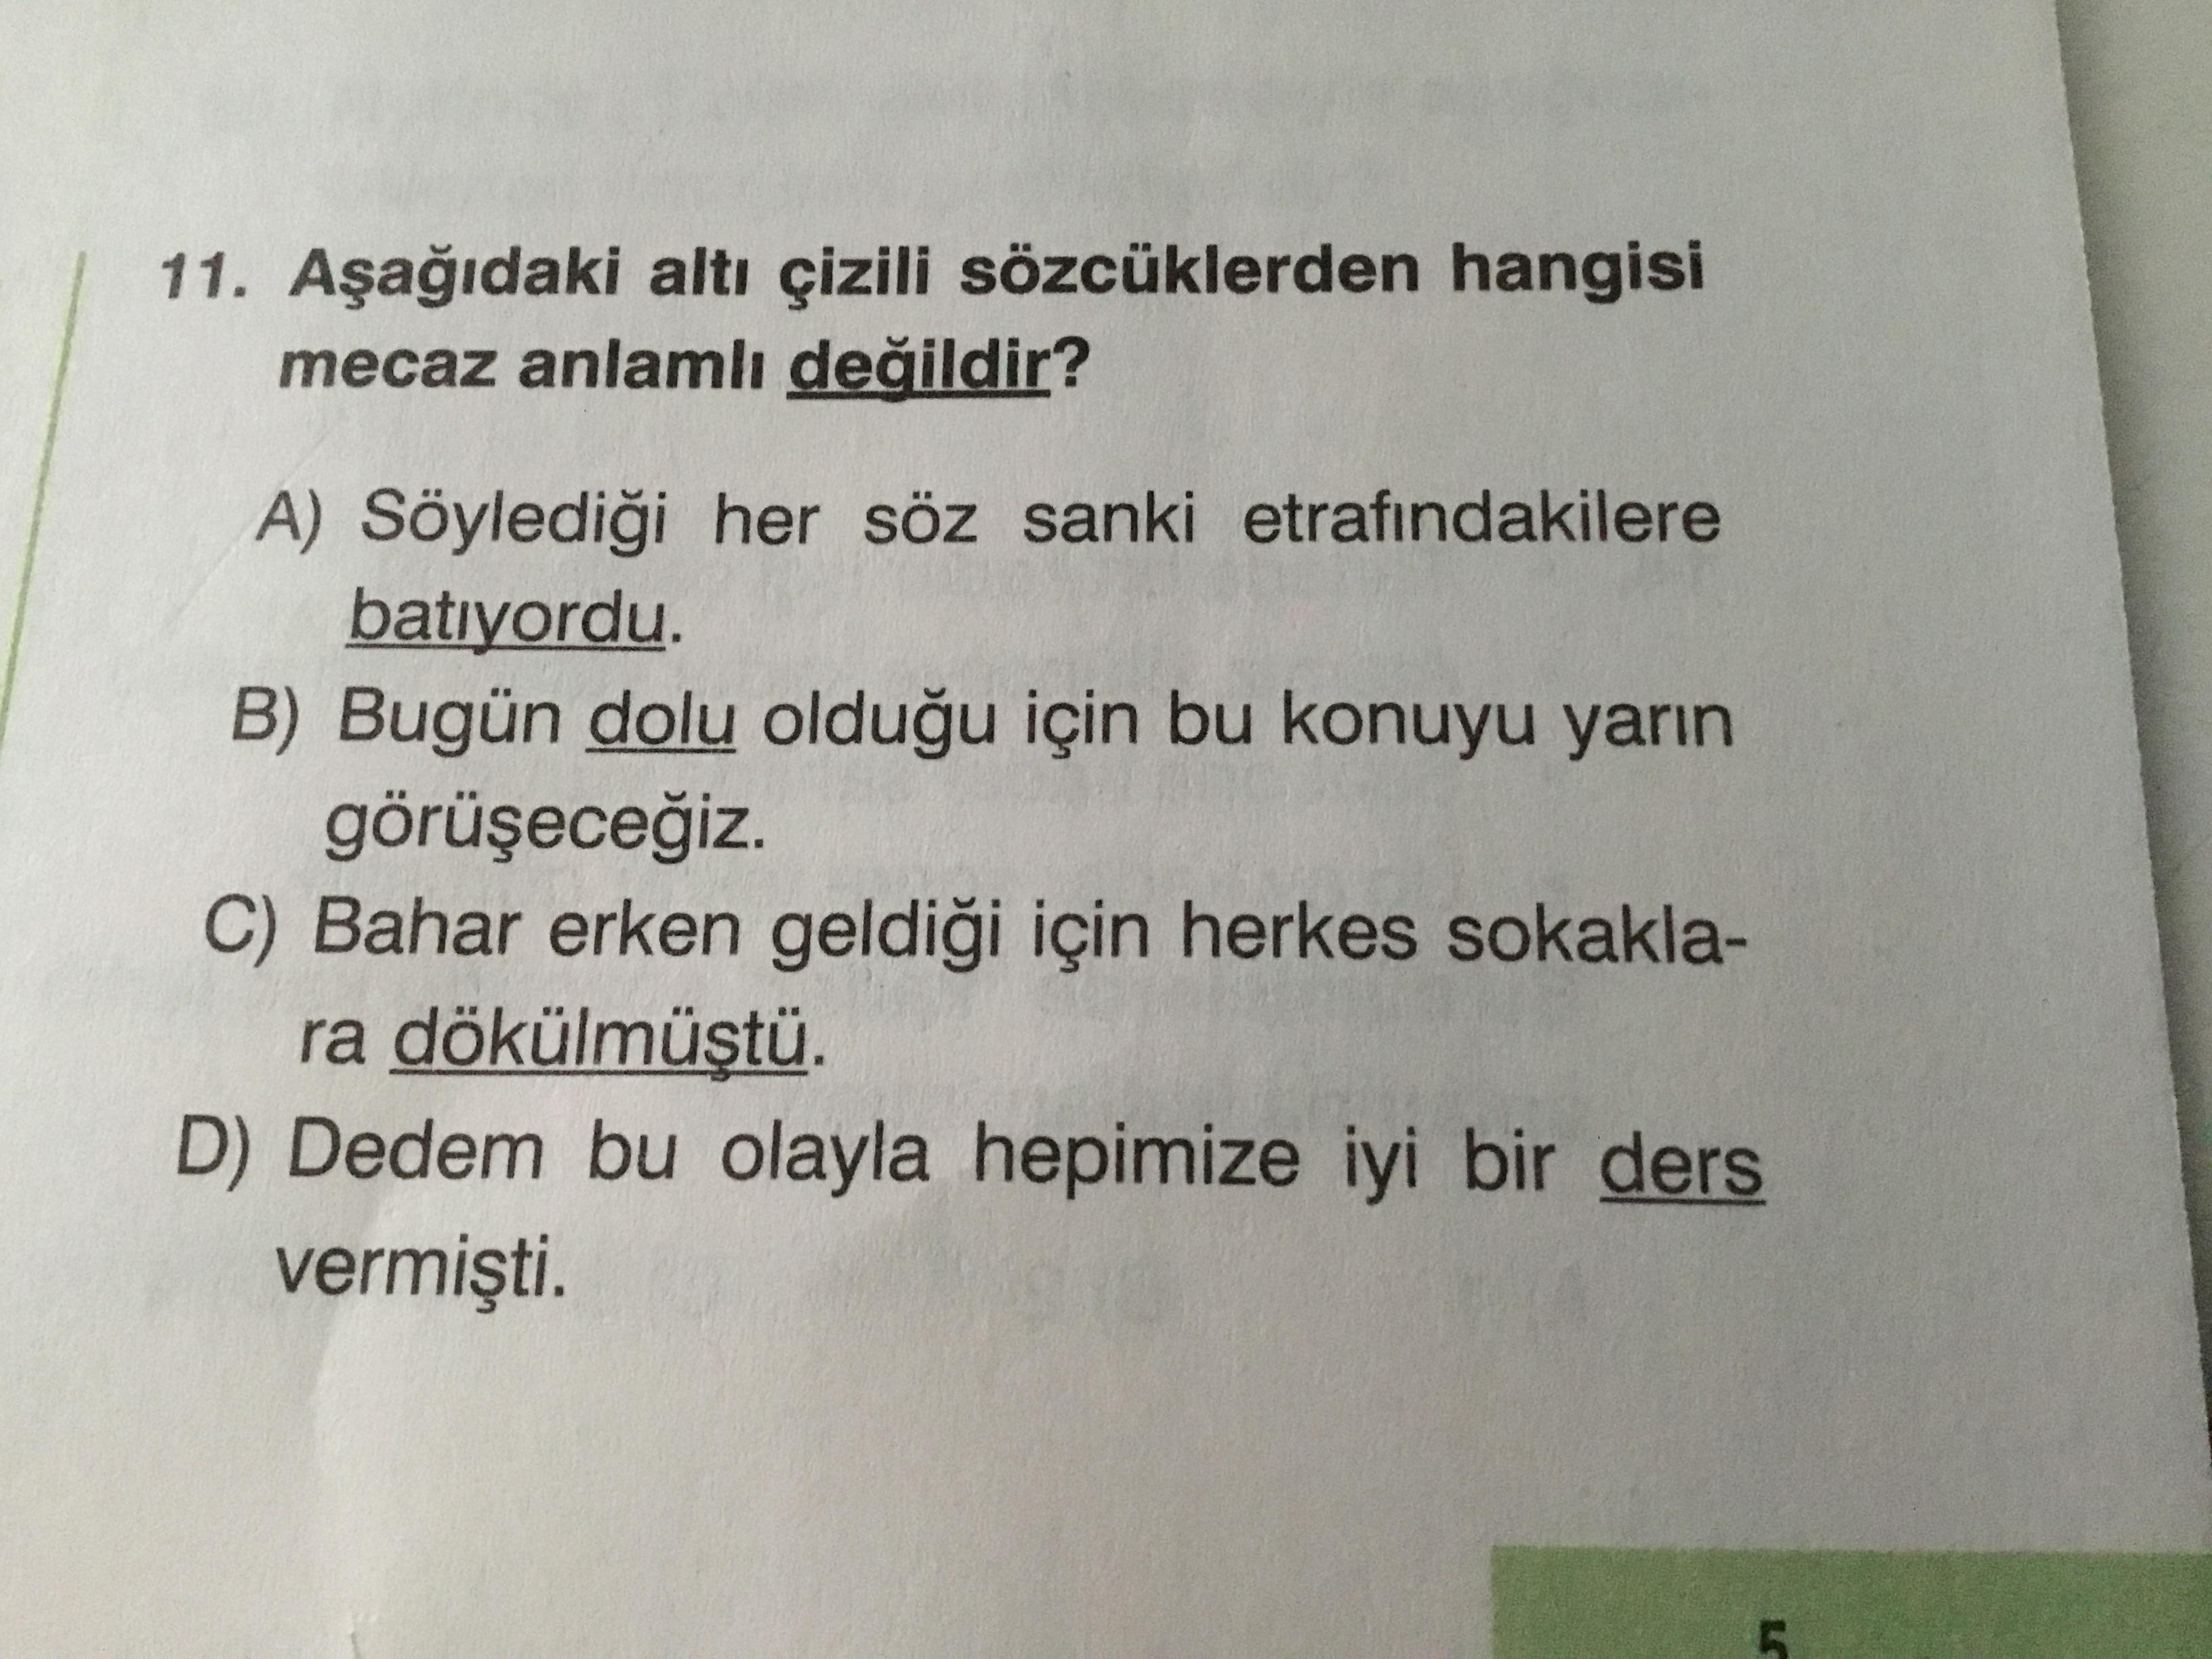 11. Aşağıdaki altı çizili sözcüklerden hangisi
mecaz anlamlı değildir?
A) Söylediği her söz sanki etrafındakilere
batıyordu.
B) Bugün dolu olduğu için bu konuyu yarın
görüşeceğiz.
C) Bahar erken geldiği için herkes sokakla-
ra dökülmüştü.
D) Dedem bu olayla hepimize iyi bir ders
vermişti.
5